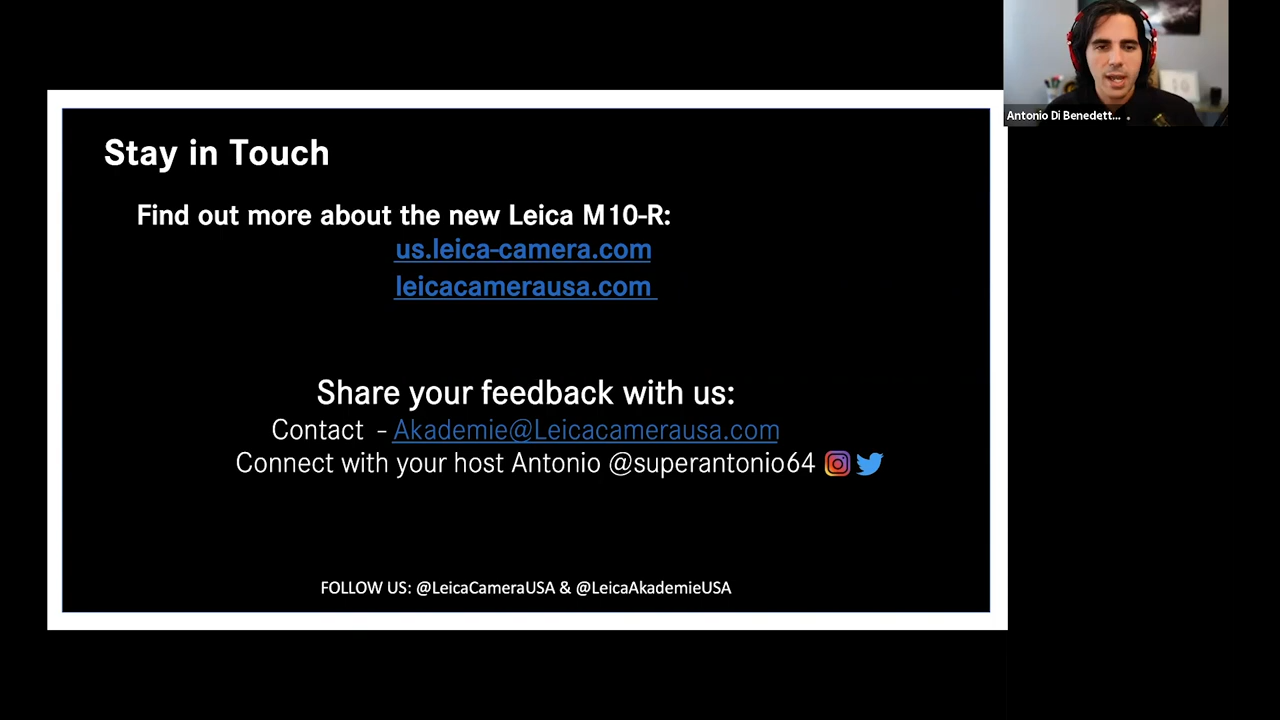 Stay in Touch
Find out more about the new Leica M10-R:
us.leica-camera.com
leicacamerausa.com
Share your feedback with us:
Contact - Akademie@Leicacamerausa.com
Connect with your host Antonio @superantonio64
FOLLOW US: @LeicaCameraUSA & @LeicaAkademieUSA
Antonio Di Benedett...